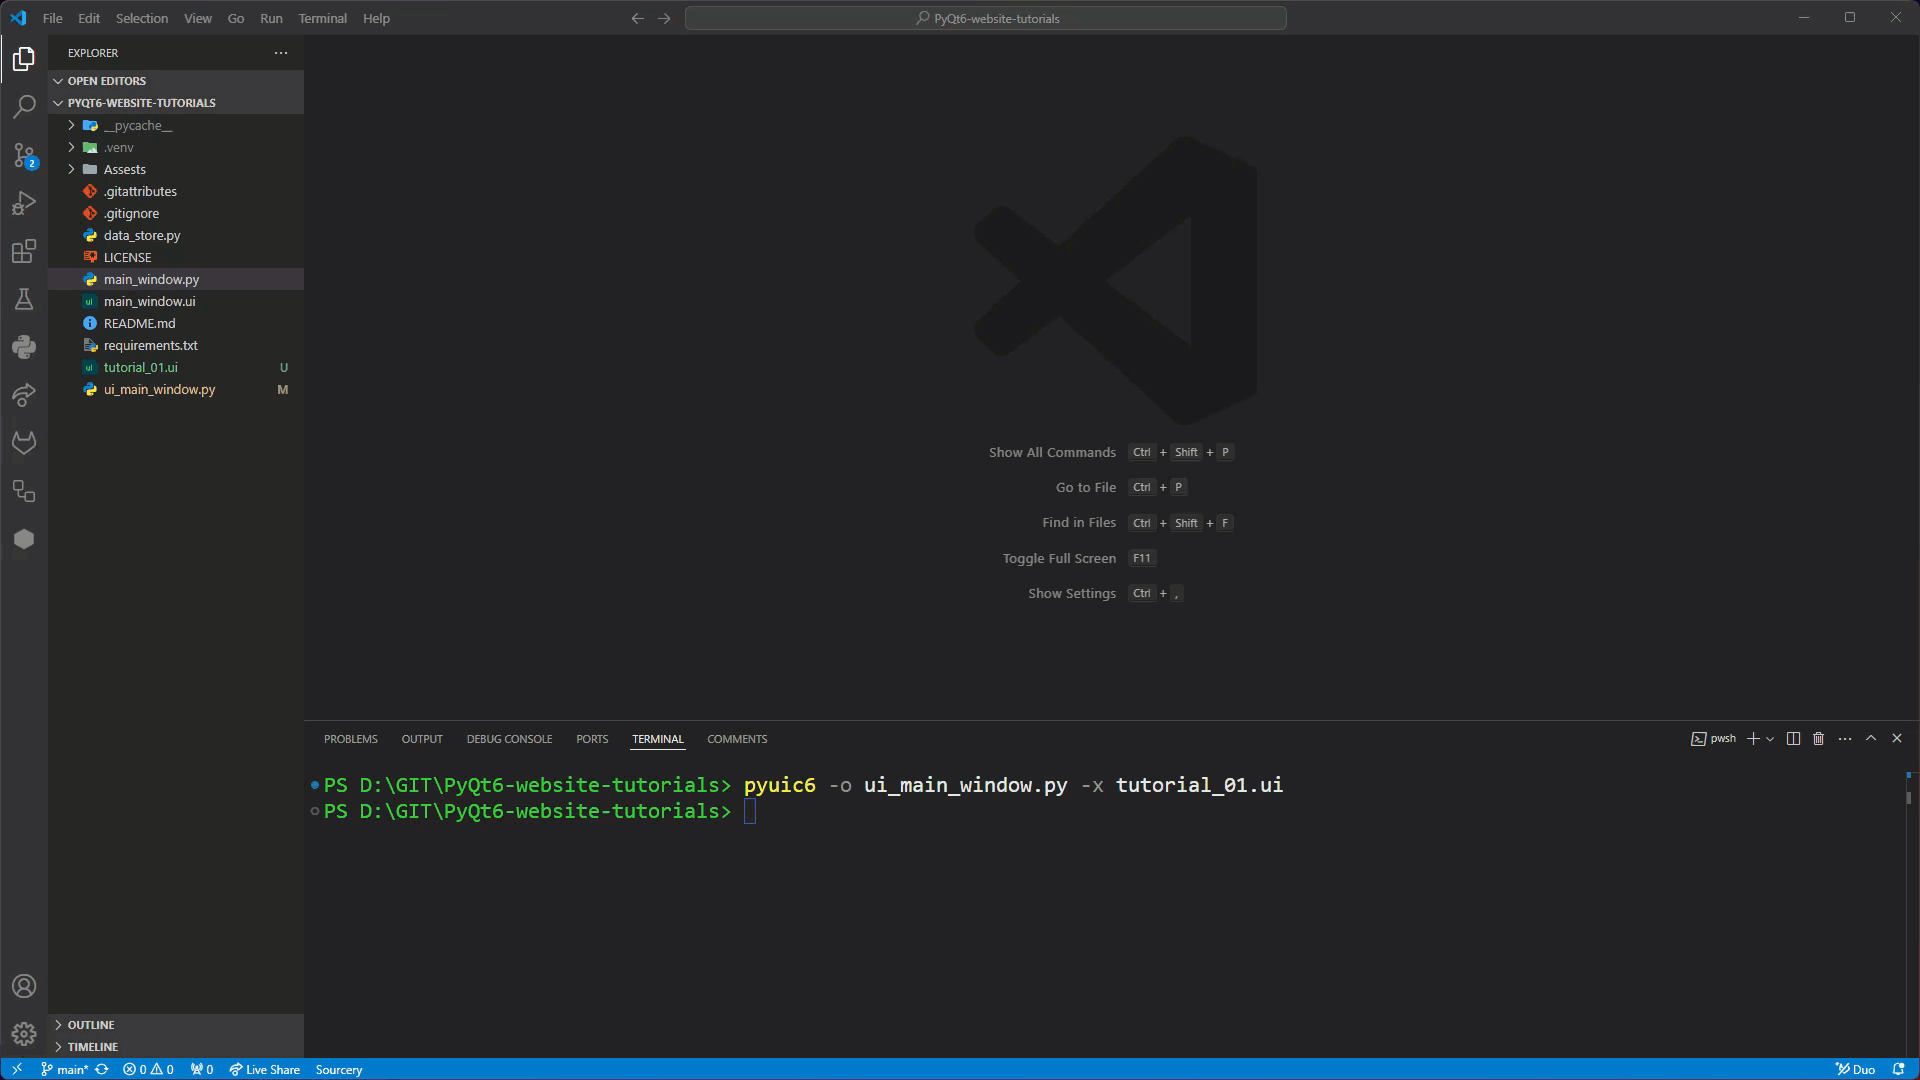 File Edit Selection View Go Run Terminal Help
PyQt6-website-tutorials
EXPLORER
OPEN EDITORS
PYQT6-WEBSITE-TUTORIALS
__pycache__
.venv
Assests
.gitattributes
.gitignore
data_store.py
LICENSE
main_window.py
ui main_window.ui
README.md
requirements.txt
ui tutorial_01.ui U
ui_main_window.py M
2
Show All Commands Ctrl + Shift + P
Go to File Ctrl + P
Find in Files Ctrl + Shift + F
Toggle Full Screen F11
Show Settings Ctrl + ,
PROBLEMS OUTPUT DEBUG CONSOLE PORTS TERMINAL COMMENTS
pwsh
PS D:\GIT\PyQt6-website-tutorials> pyuic6 -o ui_main_window.py -x tutorial_01.ui
PS D:\GIT\PyQt6-website-tutorials>
OUTLINE
TIMELINE
main* 0 0 0 Live Share Sourcery
Duo